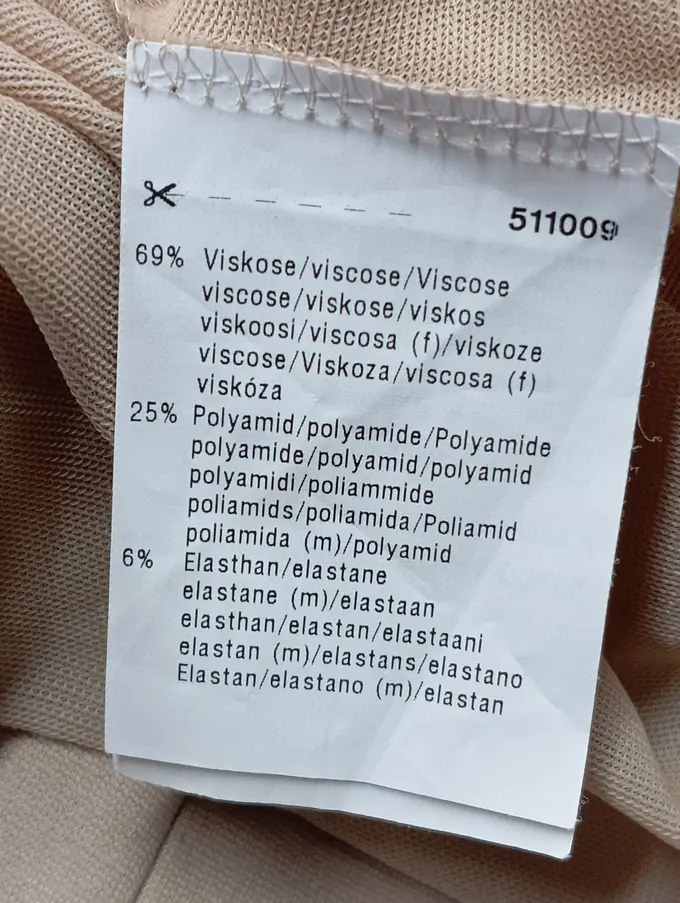 511009
69% Viskose/viscose/Viscose
viscose/viskose/viskos
viskoosi/viscosa (f)/viskoze
viscose/Viskoza/viscosa (f)
viskóza
25% Polyamid/polyamide/Polyamide
polyamide/polyamid/polyamid
polyamidi/poliammide
poliamids/poliamida/Poliamid
poliamida (m)/polyamid
6% Elasthan/elastane
elastane (m)/elastaan
elasthan/elastan/elastaani
elastan (m)/elastans/elastano
Elastan/elastano (m)/elastan